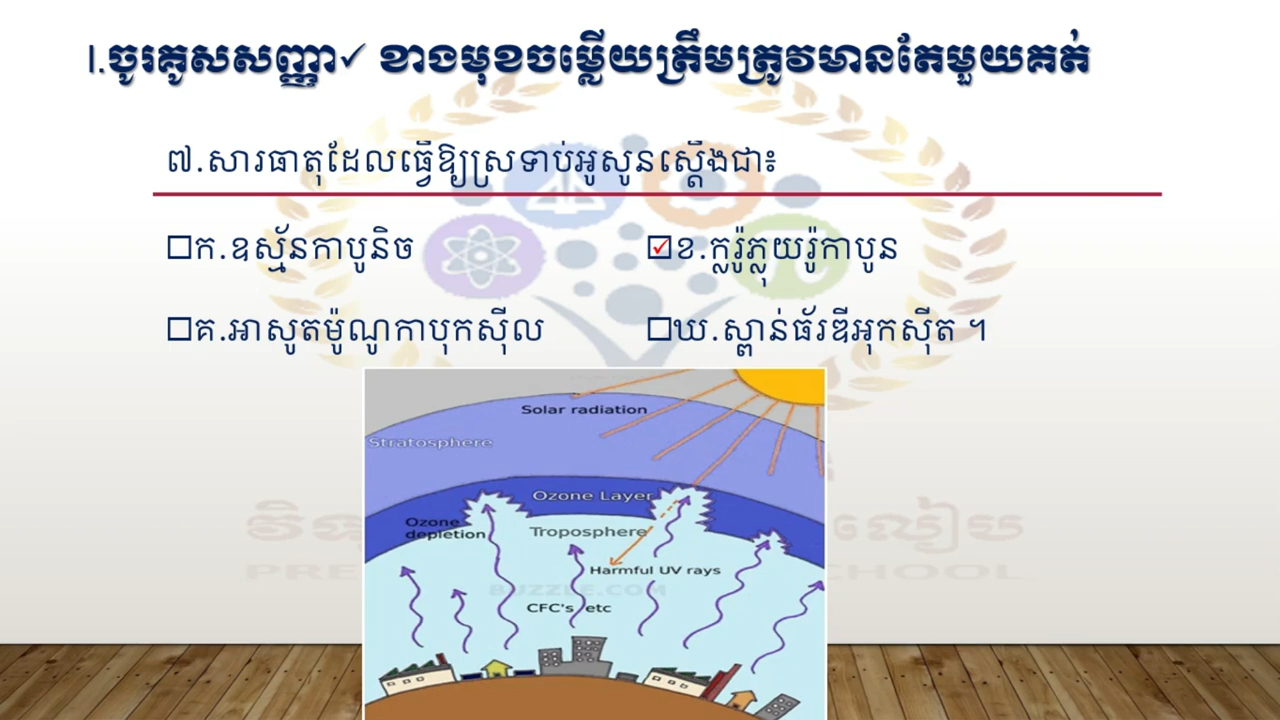 I.ចូរគូសសញ្ញា✓ ខាងមុខចម្លើយត្រឹមត្រូវមានតែមួយគត់
៧.សារធាតុដែលធ្វើឱ្យស្រទាប់អូសូនស្តើងជា៖
☐ក.ឧស្ម័នកាបូនិច
☑ខ.ក្លរ៉ូភ្លុយរ៉ូកាបូន
☐គ.អាសូតម៉ូណូកាបុកស៊ីល
☐ឃ.ស្ពាន់ធ័រឌីអុកស៊ីត ។
Solar radiation
Stratosphere
Ozone Layer
Ozone depletion
Troposphere
Harmful UV rays
BUZZLE.COM
CFC's etc